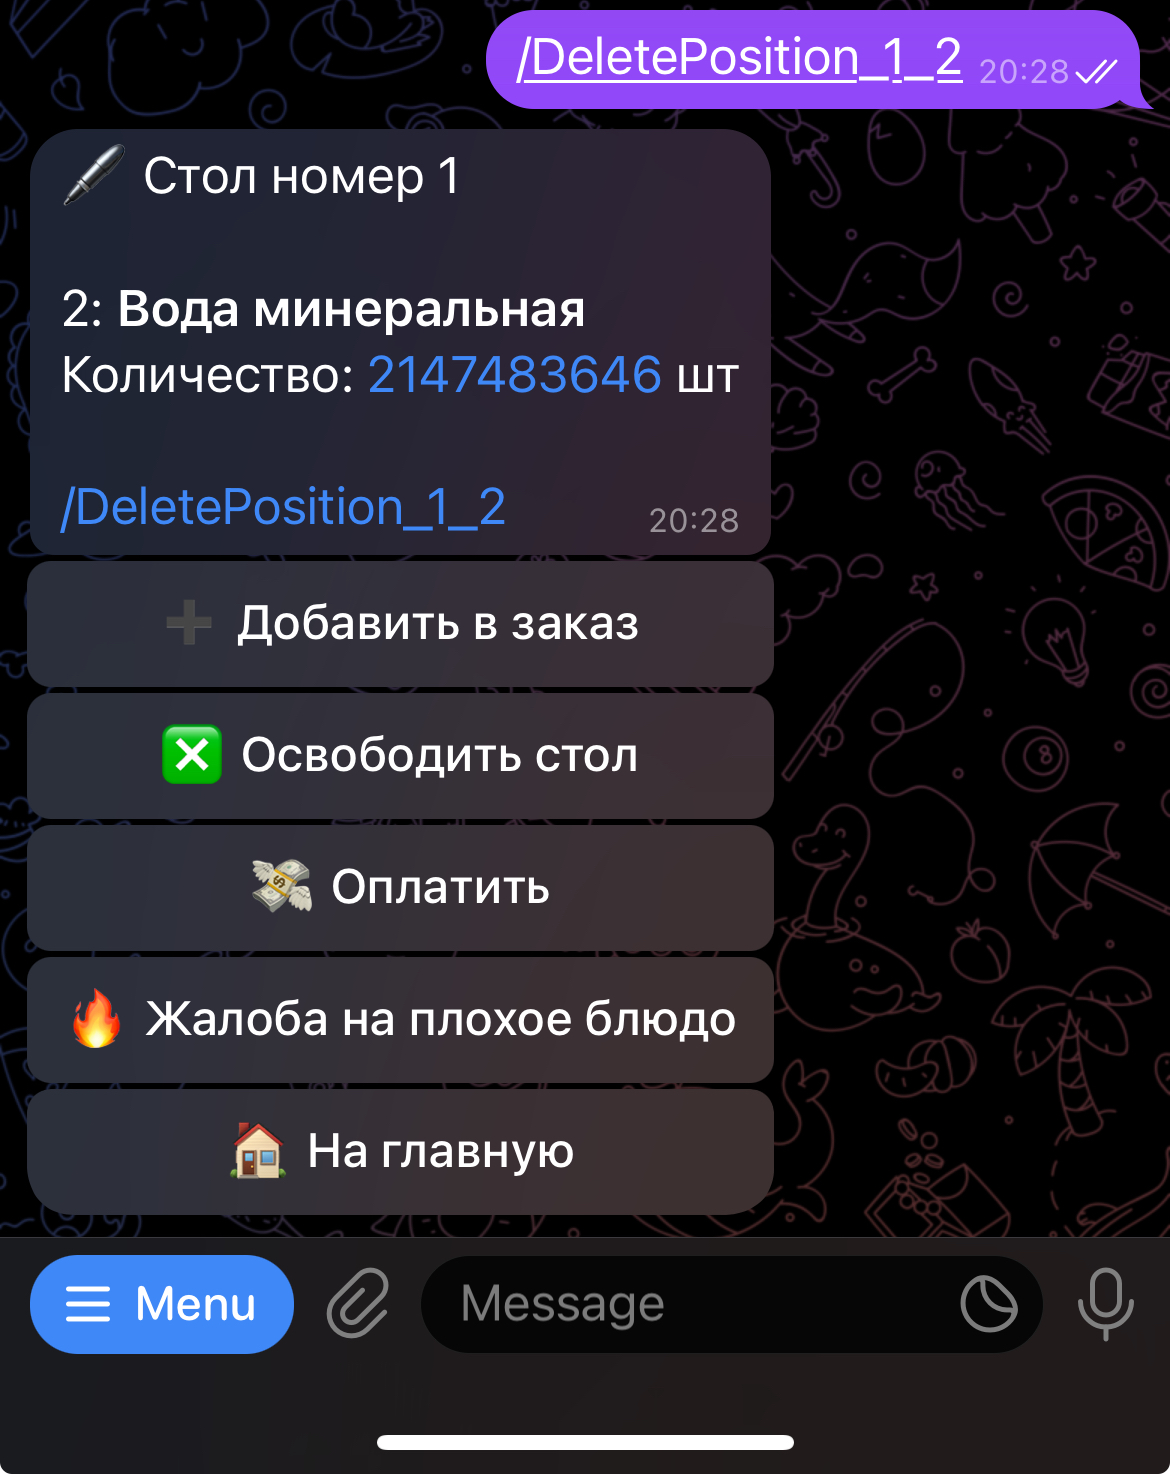 /DeletePosition_1_2 20:28
Стол номер 1
2: Вода минеральная
Количество: 2147483646 шт
/DeletePosition_1_2 20:28
Добавить в заказ
Освободить стол
Оплатить
Жалоба на плохое блюдо
На главную
Menu Message